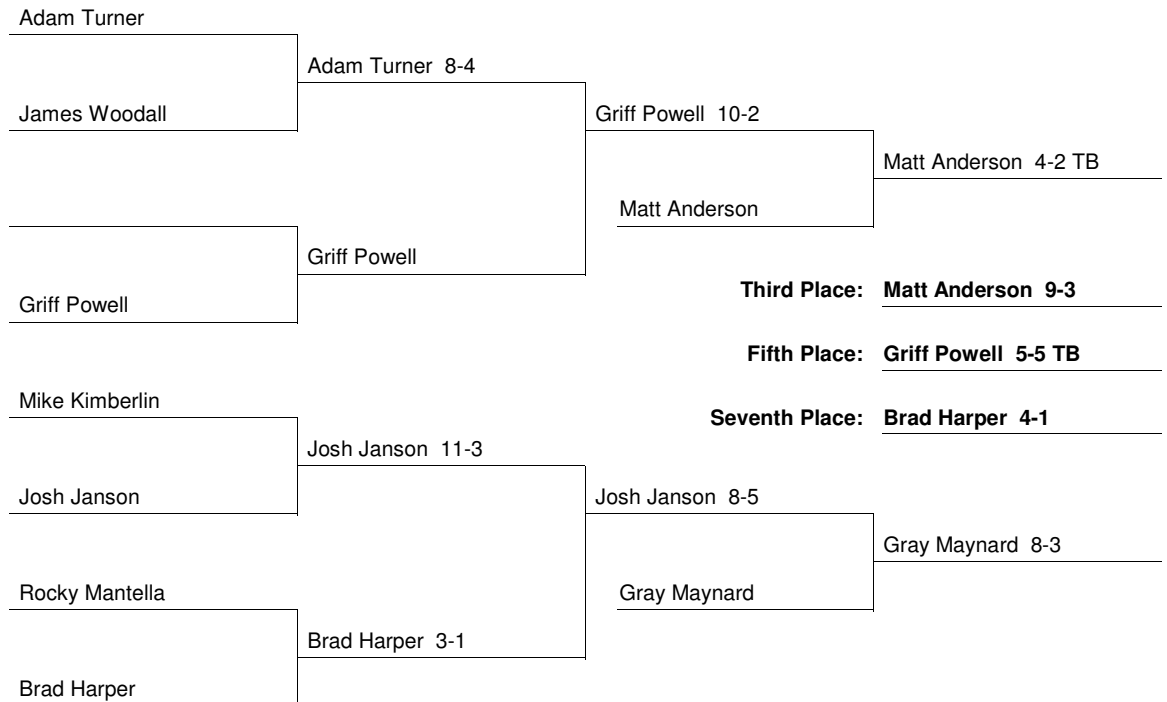 Adam Turner
Adam Turner 8-4
James Woodall
Griff Powell 10-2
Matt Anderson 4-2 TB
Matt Anderson
Griff Powell
Griff Powell
Third Place: Matt Anderson 9-3
Fifth Place: Griff Powell 5-5 TB
Mike Kimberlin
Seventh Place: Brad Harper 4-1
Josh Janson 11-3
Josh Janson
Josh Janson 8-5
Gray Maynard 8-3
Rocky Mantella
Gray Maynard
Brad Harper 3-1
Brad Harper